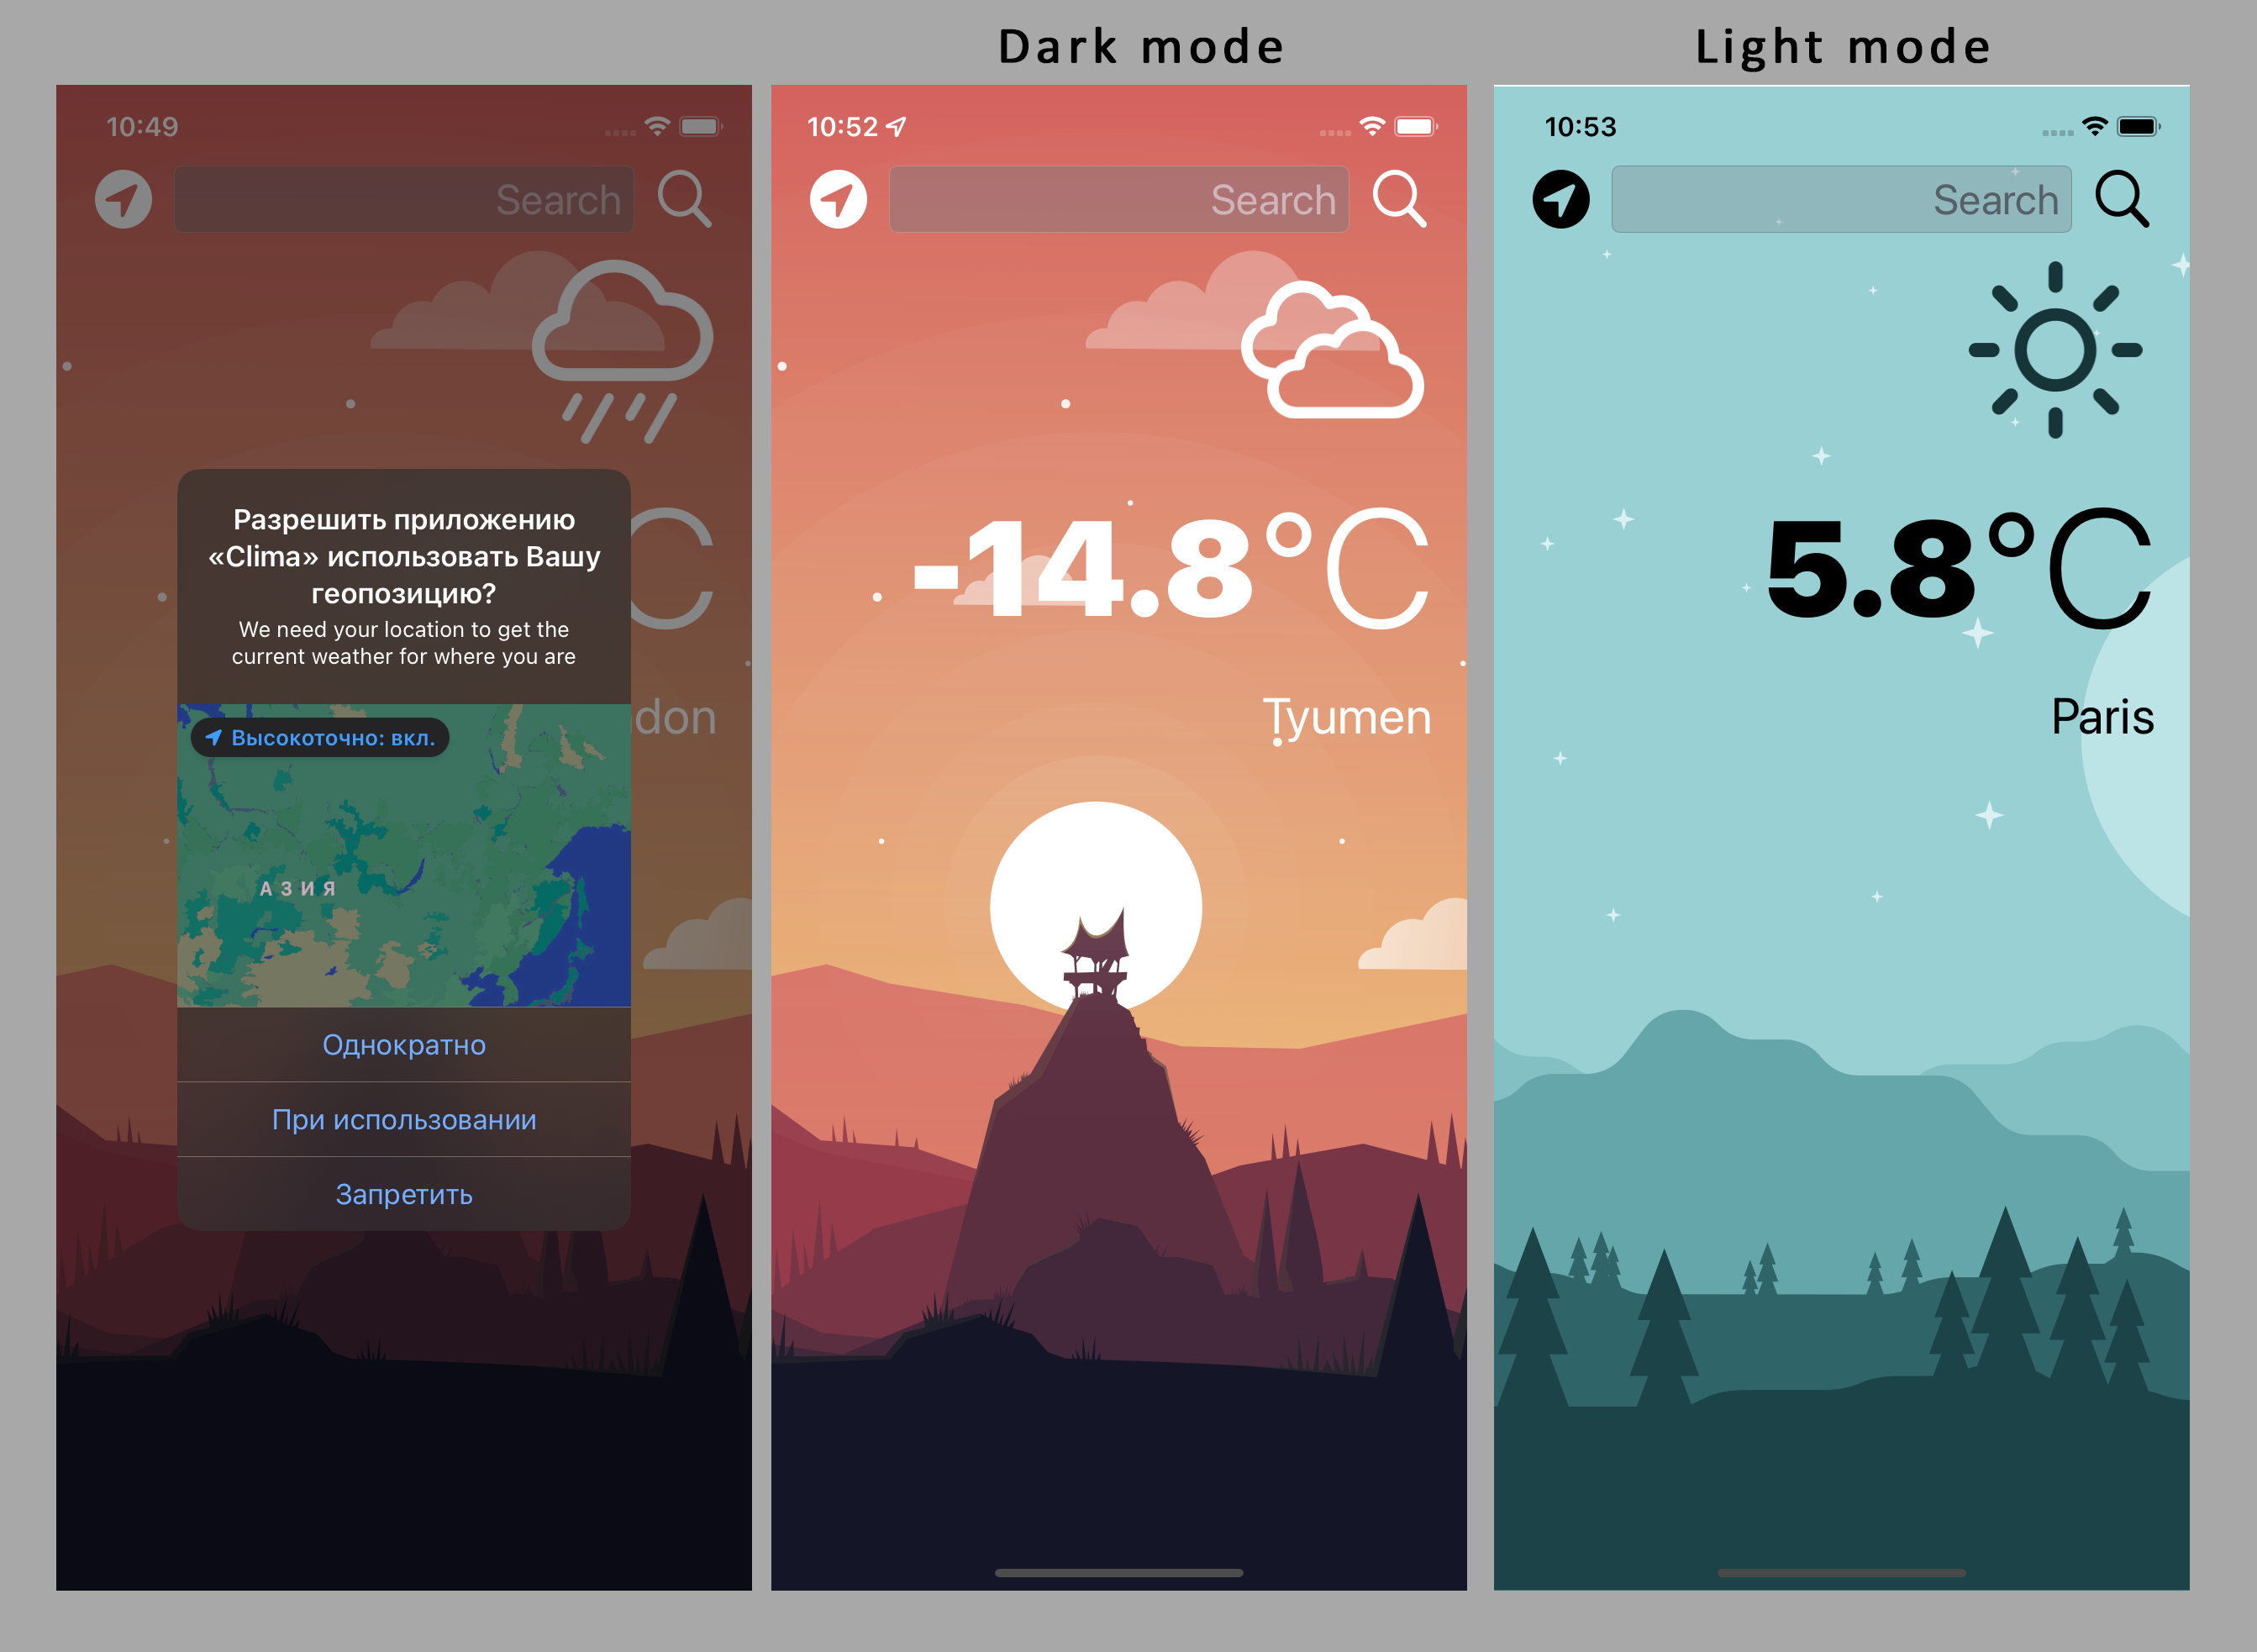 Dark mode
Light mode
10:49
Search
C
don
Разрешить приложению
«Clima» использовать Вашу
геопозицию?
We need your location to get the
current weather for where you are
Высокоточно: вкл.
АЗИЯ
Однократно
При использовании
Запретить
10:52
Search
-14.8°C
Tyumen
10:53
Search
5.8°C
Paris